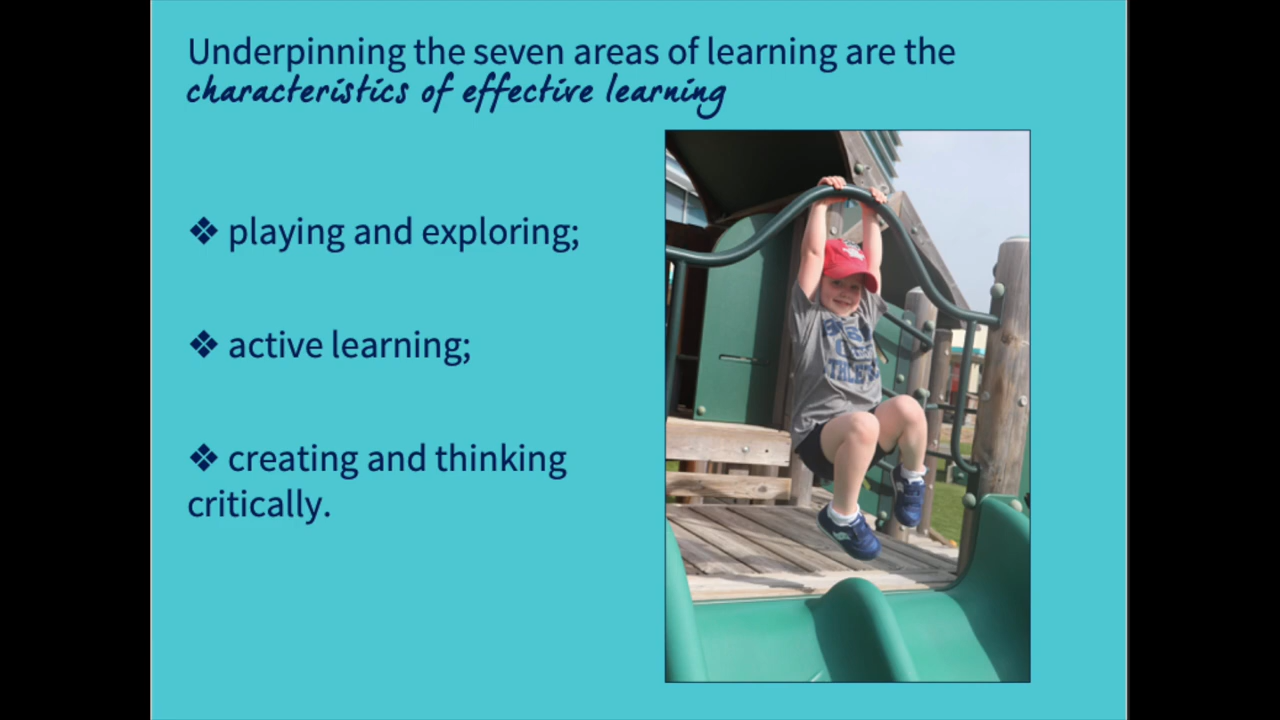 Underpinning the seven areas of learning are the
characteristics of effective learning
❖ playing and exploring;
❖ active learning;
❖ creating and thinking
critically.